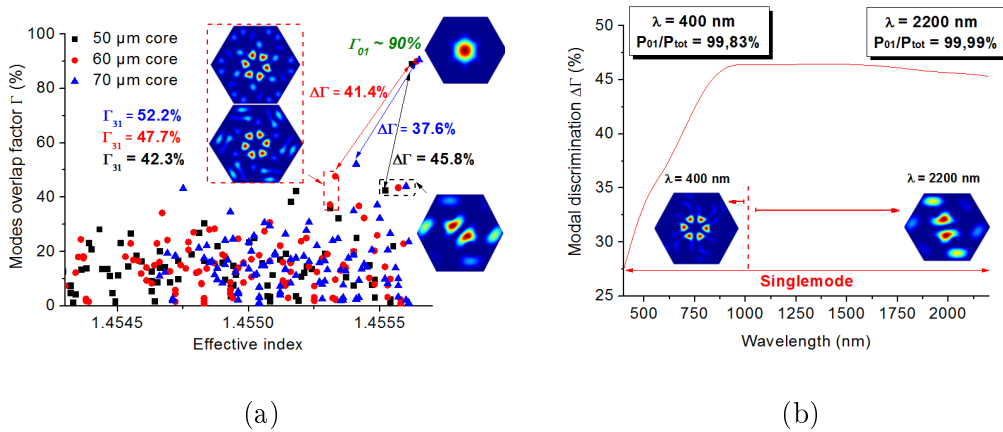 50 µm core
60 µm core
70 µm core
Γ31 = 52.2%
Γ31 = 47.7%
Γ31 = 42.3%
Γ01 ~ 90%
ΔΓ =
41.4%
ΔΓ = 37.6%
ΔΓ = 45.8%
Modes overlap factor Γ (%)
100
80
60
40
20
0
1.4545
1.4550
1.4555
Effective index
(a)
λ = 400 nm
P01/Ptot = 99,83%
λ = 2200 nm
P01/Ptot = 99,99%
Modal discrimination ΔΓ (%)
50
45
40
35
30
25
λ = 400 nm
λ = 2200 nm
Singlemode
500
750
1000
1250
1500
1750
2000
Wavelength (nm)
(b)